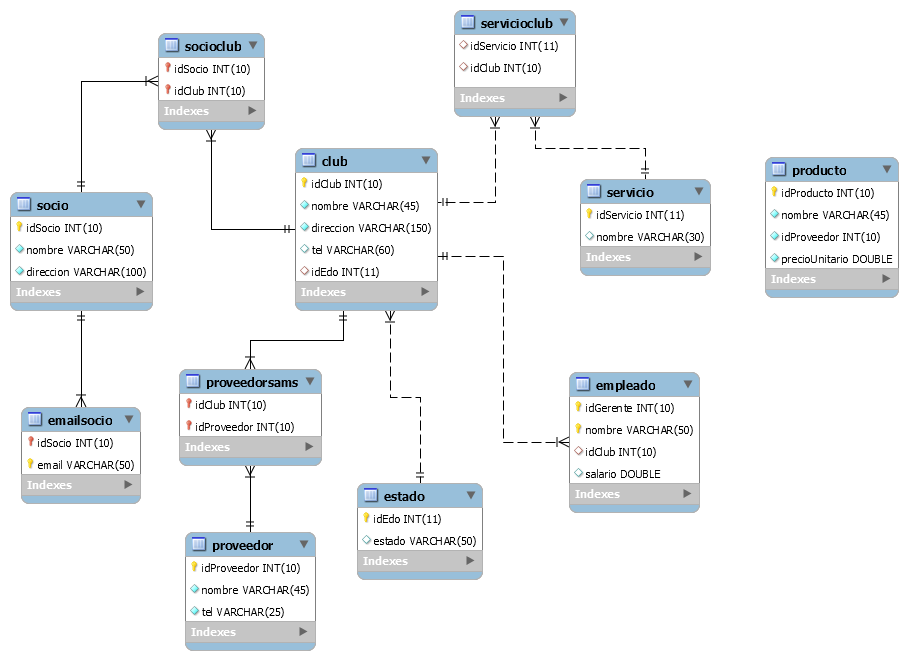 socioclub
idSocio INT(10)
idClub INT(10)
Indexes
servicioclub
idServicio INT(11)
idClub INT(10)
Indexes
club
idClub INT(10)
nombre VARCHAR(45)
direccion VARCHAR(150)
tel VARCHAR(60)
idEdo INT(11)
Indexes
producto
idProducto INT(10)
nombre VARCHAR(45)
idProveedor INT(10)
precioUnitario DOUBLE
Indexes
socio
idSocio INT(10)
nombre VARCHAR(50)
direccion VARCHAR(100)
Indexes
servicio
idServicio INT(11)
nombre VARCHAR(30)
Indexes
proveedorsams
idClub INT(10)
idProveedor INT(10)
Indexes
empleado
idGerente INT(10)
nombre VARCHAR(50)
idClub INT(10)
salario DOUBLE
Indexes
emailsocio
idSocio INT(10)
email VARCHAR(50)
Indexes
estado
idEdo INT(11)
estado VARCHAR(50)
Indexes
proveedor
idProveedor INT(10)
nombre VARCHAR(45)
tel VARCHAR(25)
Indexes